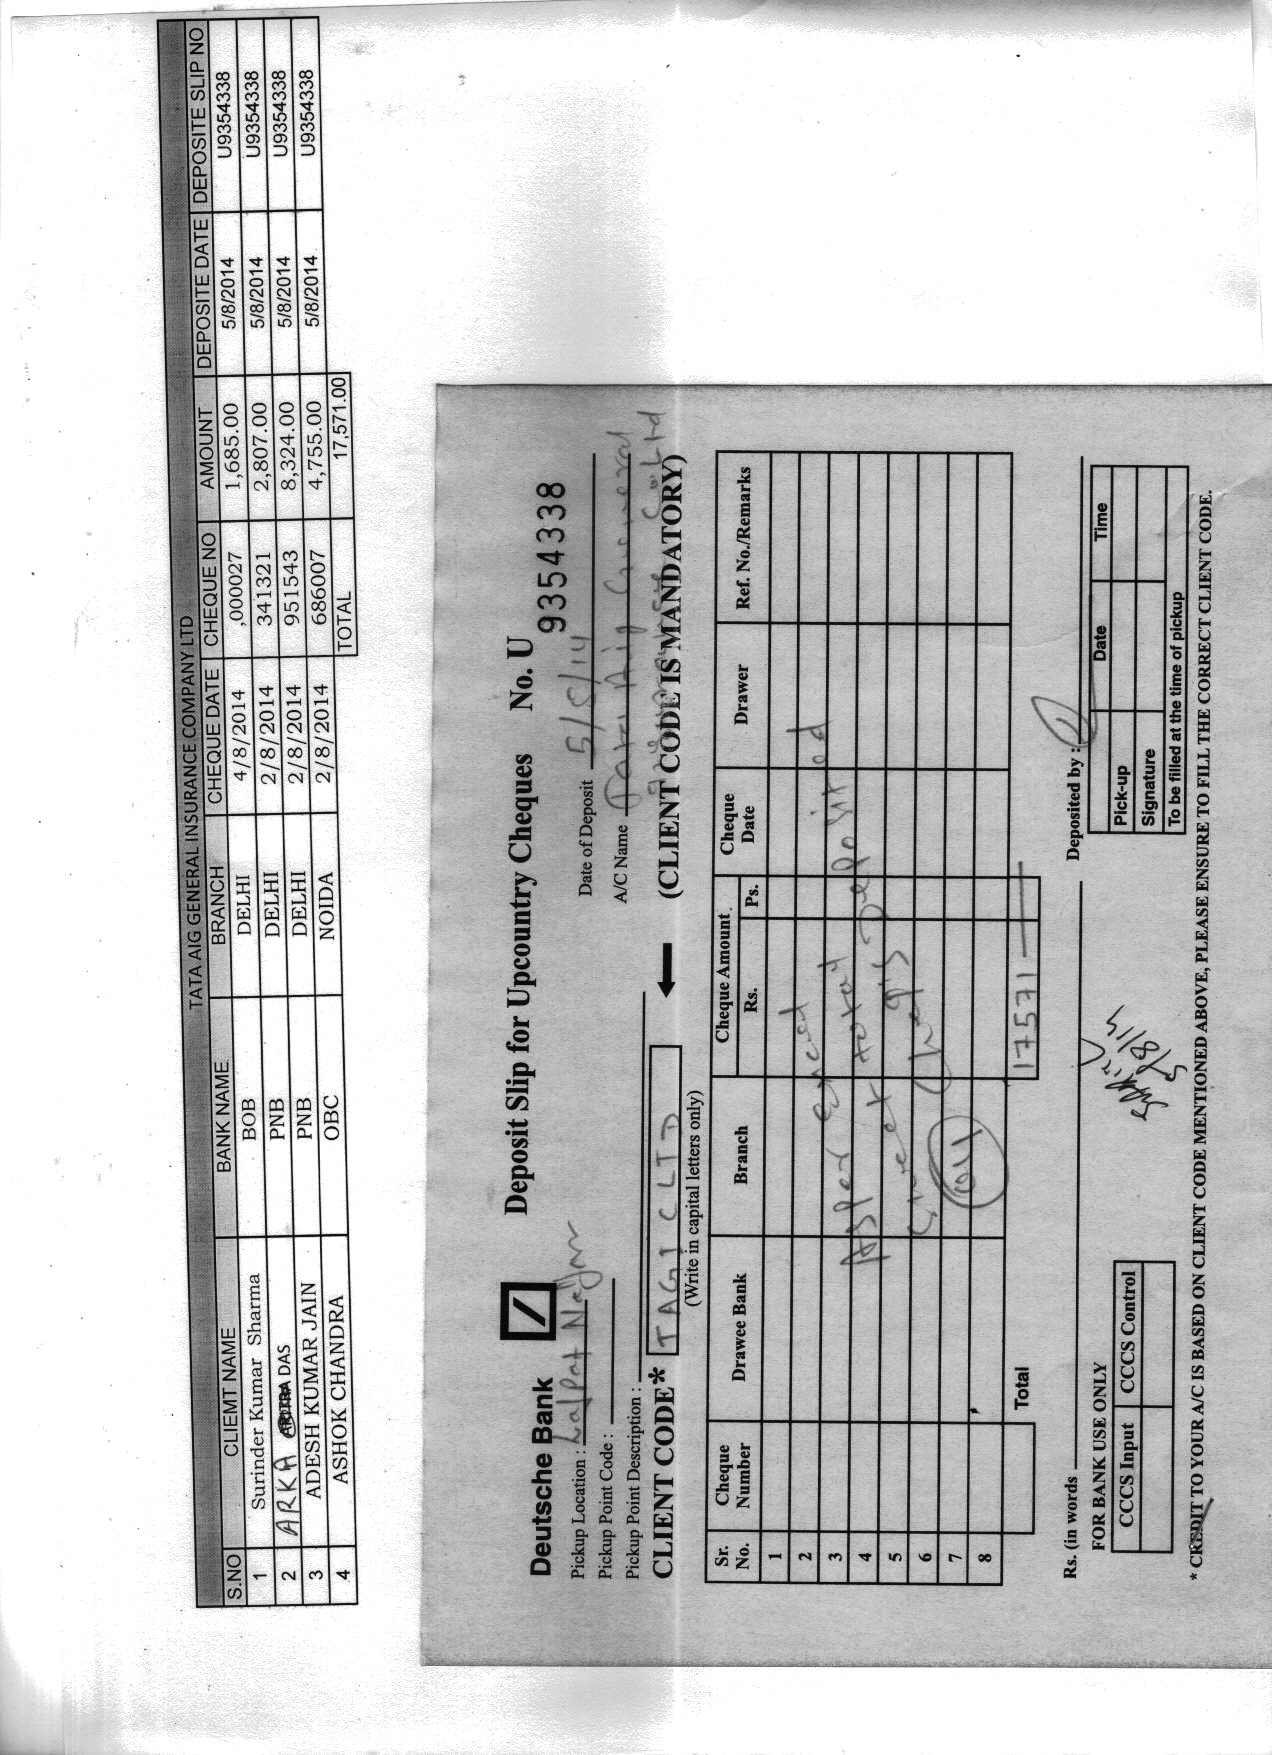 TATA AIG GENERAL INSURANCE COMPANY LTD
S.NO CLIEMT NAME BANK NAME BRANCH CHEQUE DATE CHEQUE NO AMOUNT DEPOSITE DATE DEPOSITE SLIP NO
1 Surinder Kumar Sharma BOB DELHI 4/8/2014 ,000027 1,685.00 5/8/2014 U9354338
2 ARKA DAS PNB DELHI 2/8/2014 341321 2,807.00 5/8/2014 U9354338
3 ADESH KUMAR JAIN PNB DELHI 2/8/2014 951543 8,324.00 5/8/2014 U9354338
4 ASHOK CHANDRA OBC NOIDA 2/8/2014 686007 4,755.00 5/8/2014 U9354338
TOTAL 17,571.00
Deutsche Bank Deposit Slip for Upcountry Cheques No. U 9354338
Pickup Location : Lajpat Nagar Date of Deposit 5/8/14
Pickup Point Code : A/C Name Tata Aig General
Pickup Point Description : Insurance Co Ltd
CLIENT CODE* TAGICLTD (CLIENT CODE IS MANDATORY)
(Write in capital letters only)
Sr. No. Cheque Number Drawee Bank Branch Cheque Amount Rs. Ps. Cheque Date Drawer Ref. No./Remarks
1
2
3
4
5
6
7
8
As per enced
total Deposited
Total 17571
Rs. (in words Deposited by :
FOR BANK USE ONLY
CCCS Input CCCS Control
5/8/14
Date Time
Pick-up
Signature
To be filled at the time of pickup
* CREDIT TO YOUR A/C IS BASED ON CLIENT CODE MENTIONED ABOVE, PLEASE ENSURE TO FILL THE CORRECT CLIENT CODE.